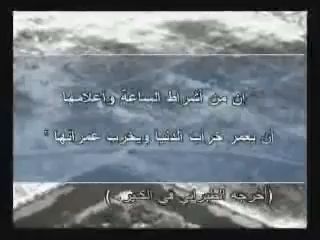 " إن من أشراط الساعة وأعلامها
أن يعمر خراب الدنيا ويخرب عمرانها "
(أخرجه الطبراني في الكبير )